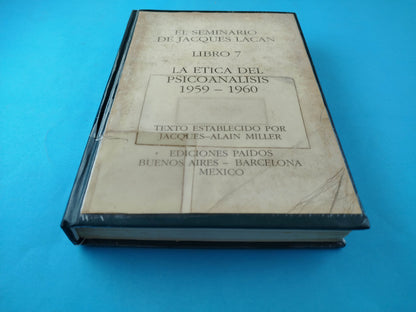 EL SEMINARIO
DE JACQUES LACAN
LIBRO 7
LA ETICA DEL
PSICOANALISIS
1959 – 1960
TEXTO ESTABLECIDO POR
JACQUES–ALAIN MILLER
EDICIONES PAIDOS
BUENOS AIRES – BARCELONA
MEXICO